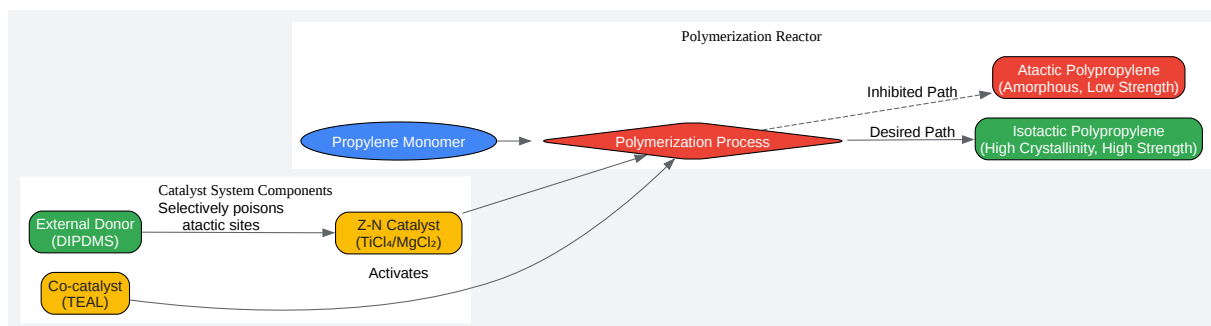 Polymerization Reactor
Atactic Polypropylene
(Amorphous, Low Strength)
Inhibited Path
Propylene Monomer
Polymerization Process
Desired Path
Isotactic Polypropylene
(High Crystallinity, High Strength)
Catalyst System Components
Selectively poisons
atactic sites
External Donor
(DIPDMS)
Z-N Catalyst
(TiCl₄/MgCl₂)
Activates
Co-catalyst
(TEAL)